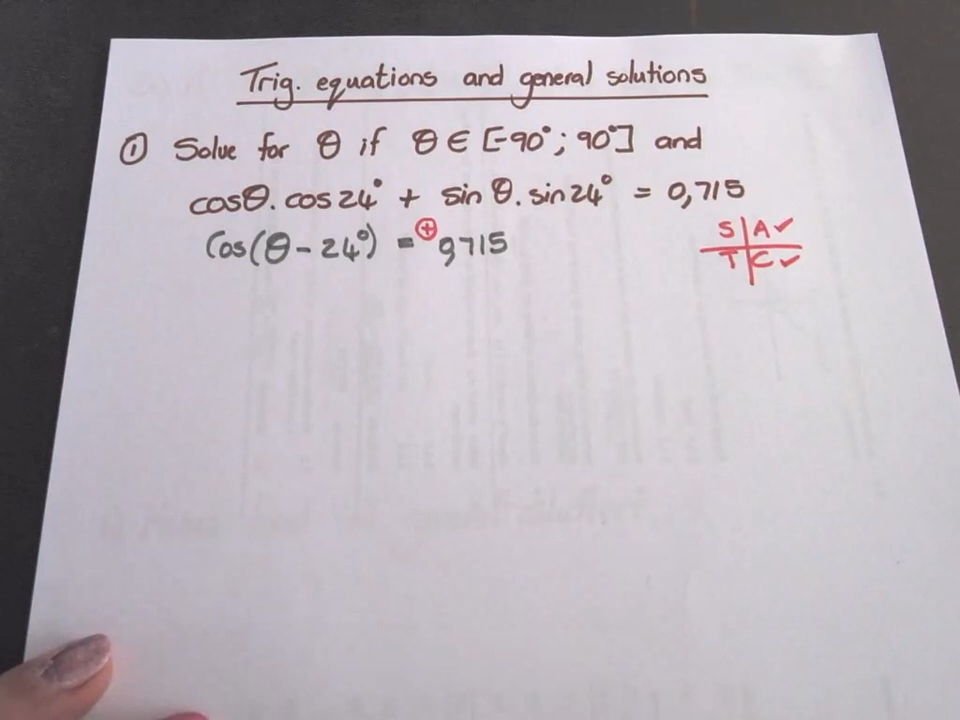 Trig. equations and general solutions
① Solve for θ if θ ∈ [-90°; 90°] and
cosθ. cos 24° + sin θ. sin 24° = 0,715
Cos(θ - 24°) = ⊕ 0,715
S | A ✓
T | C ✓